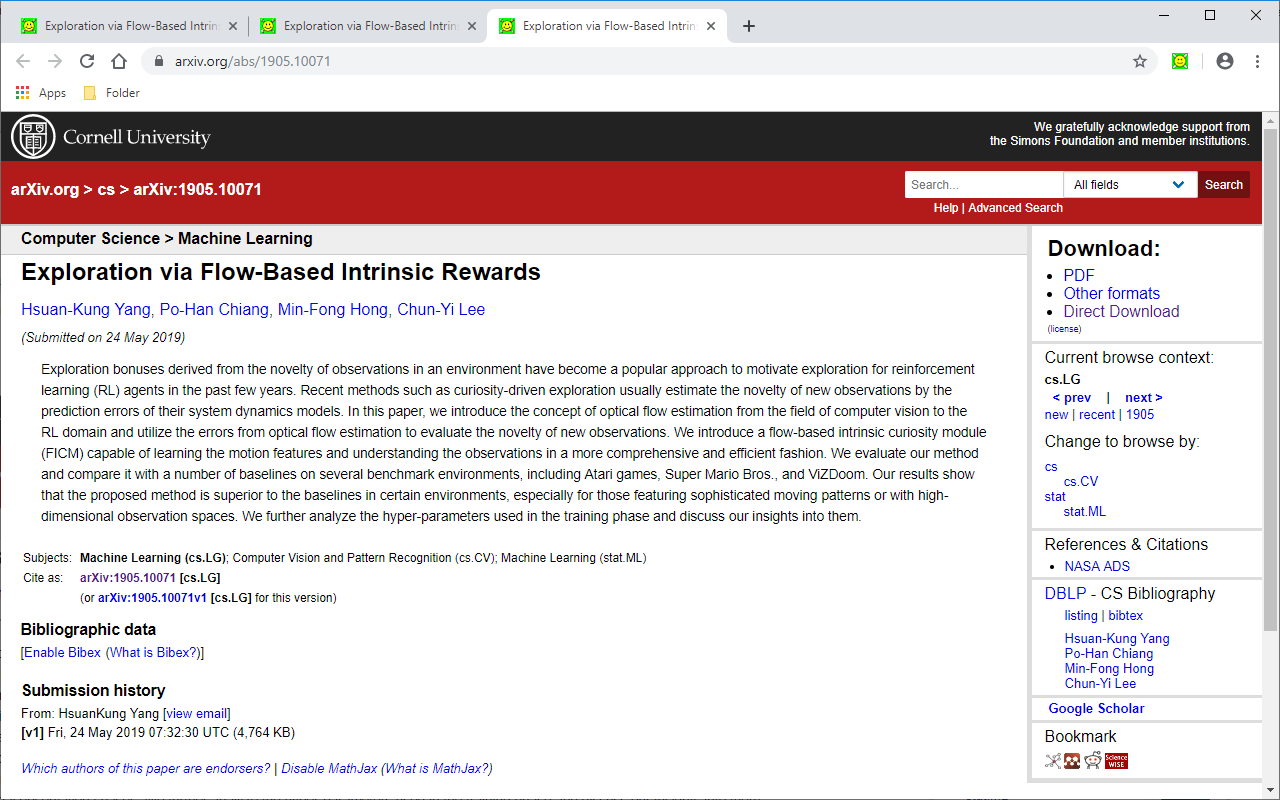 Exploration via Flow-Based Intrins
Exploration via Flow-Based Intrins
Exploration via Flow-Based Intrins
arxiv.org/abs/1905.10071
Apps
Folder
Cornell University
We gratefully acknowledge support from
the Simons Foundation and member institutions.
arXiv.org > cs > arXiv:1905.10071
Search...
All fields
Search
Help | Advanced Search
Computer Science > Machine Learning
Exploration via Flow-Based Intrinsic Rewards
Hsuan-Kung Yang, Po-Han Chiang, Min-Fong Hong, Chun-Yi Lee
(Submitted on 24 May 2019)
Exploration bonuses derived from the novelty of observations in an environment have become a popular approach to motivate exploration for reinforcement
learning (RL) agents in the past few years. Recent methods such as curiosity-driven exploration usually estimate the novelty of new observations by the
prediction errors of their system dynamics models. In this paper, we introduce the concept of optical flow estimation from the field of computer vision to the
RL domain and utilize the errors from optical flow estimation to evaluate the novelty of new observations. We introduce a flow-based intrinsic curiosity module
(FICM) capable of learning the motion features and understanding the observations in a more comprehensive and efficient fashion. We evaluate our method
and compare it with a number of baselines on several benchmark environments, including Atari games, Super Mario Bros., and ViZDoom. Our results show
that the proposed method is superior to the baselines in certain environments, especially for those featuring sophisticated moving patterns or with high-
dimensional observation spaces. We further analyze the hyper-parameters used in the training phase and discuss our insights into them.
Subjects: Machine Learning (cs.LG); Computer Vision and Pattern Recognition (cs.CV); Machine Learning (stat.ML)
Cite as: arXiv:1905.10071 [cs.LG]
(or arXiv:1905.10071v1 [cs.LG] for this version)
Bibliographic data
[Enable Bibex (What is Bibex?)]
Submission history
From: HsuanKung Yang [view email]
[v1] Fri, 24 May 2019 07:32:30 UTC (4,764 KB)
Which authors of this paper are endorsers? | Disable MathJax (What is MathJax?)
Download:
PDF
Other formats
Direct Download
(license)
Current browse context:
cs.LG
< prev | next >
new | recent | 1905
Change to browse by:
cs
cs.CV
stat
stat.ML
References & Citations
NASA ADS
DBLP - CS Bibliography
listing | bibtex
Hsuan-Kung Yang
Po-Han Chiang
Min-Fong Hong
Chun-Yi Lee
Google Scholar
Bookmark
Science
WISE